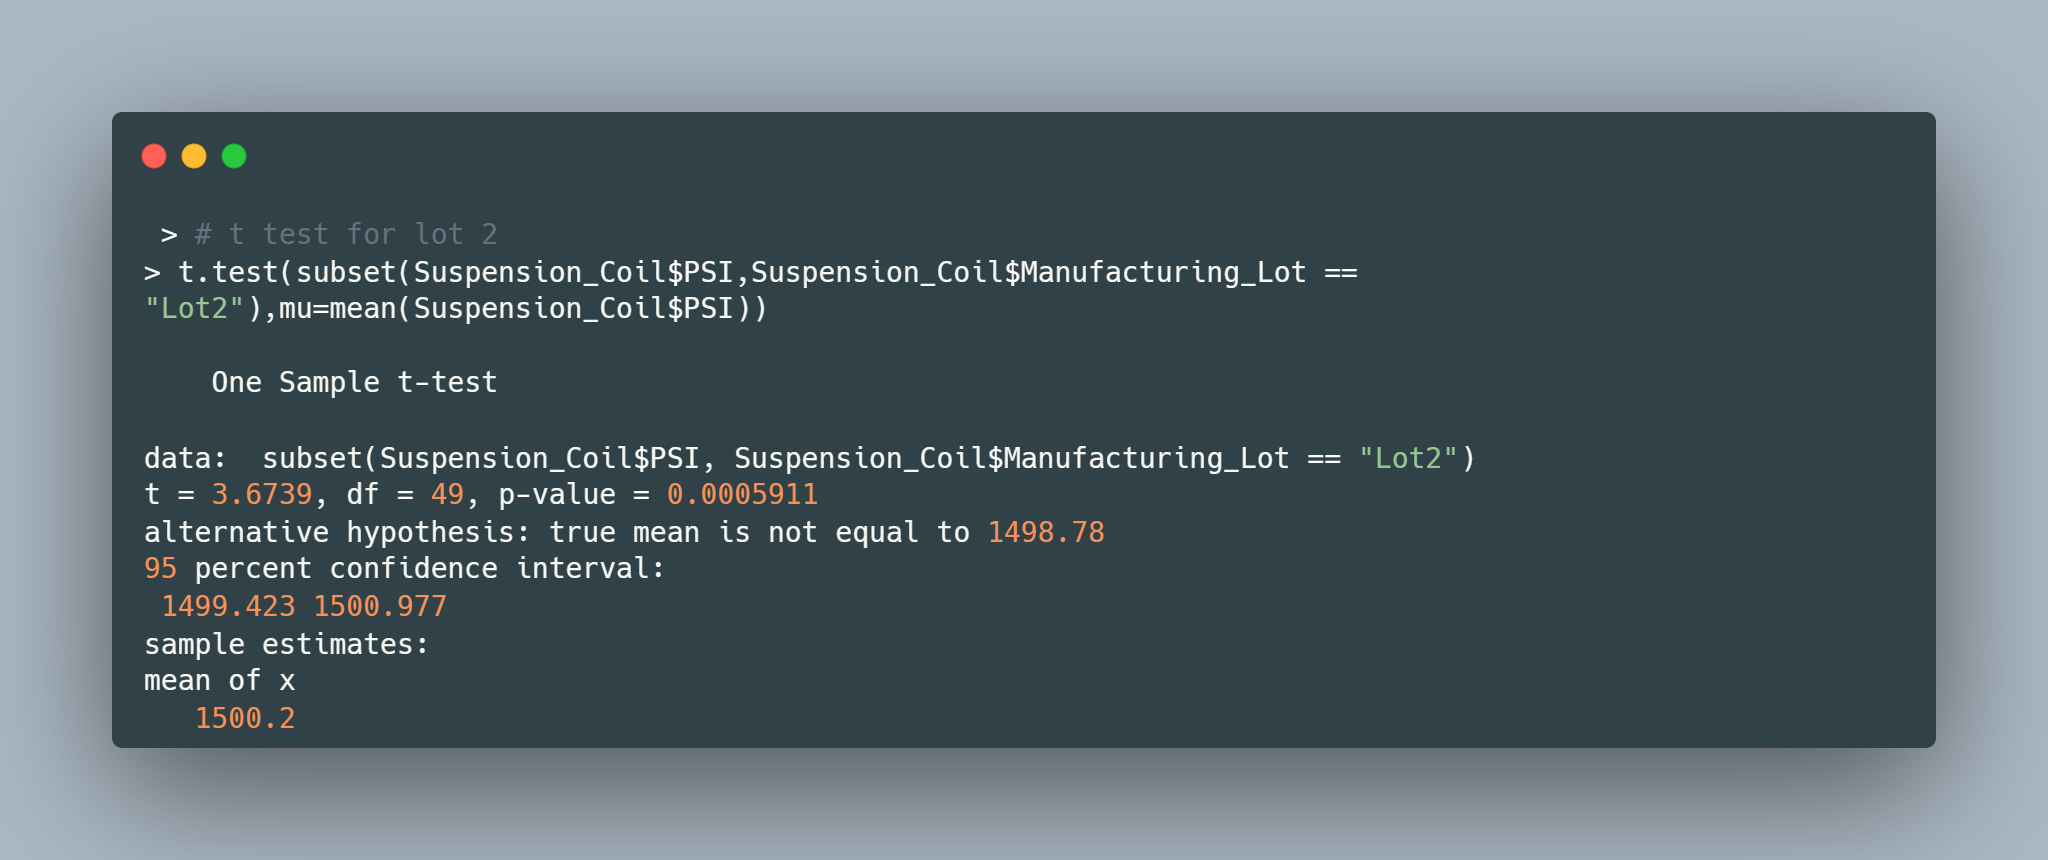 > # t test for lot 2
> t.test(subset(Suspension_Coil$PSI,Suspension_Coil$Manufacturing_Lot ==
"Lot2"),mu=mean(Suspension_Coil$PSI))
One Sample t-test
data:  subset(Suspension_Coil$PSI, Suspension_Coil$Manufacturing_Lot == "Lot2")
t = 3.6739, df = 49, p-value = 0.0005911
alternative hypothesis: true mean is not equal to 1498.78
95 percent confidence interval:
1499.423 1500.977
sample estimates:
mean of x
1500.2